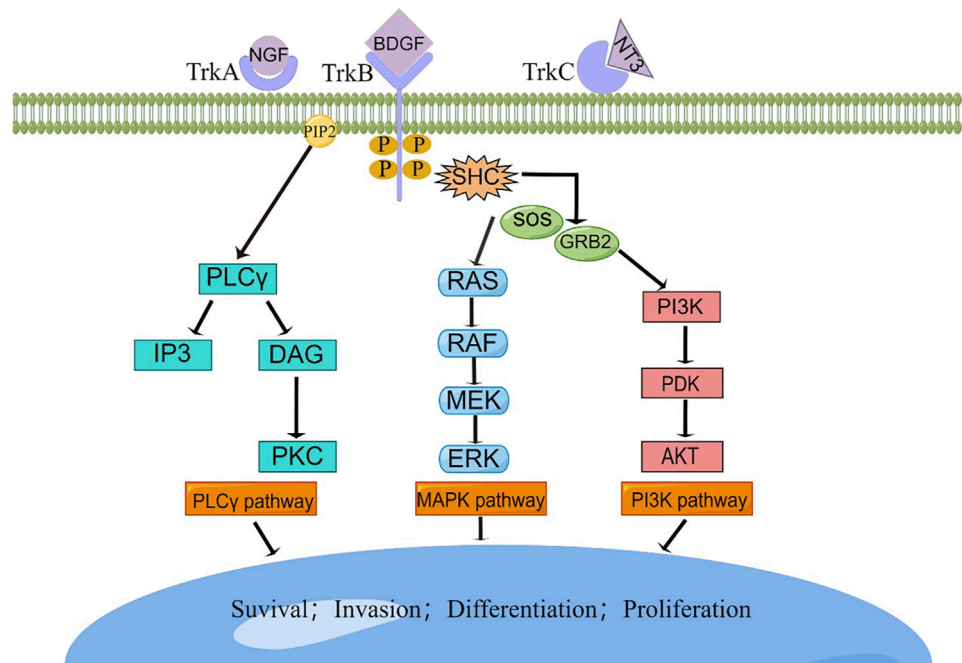 NGF
BDGF
NT3
TrkA
TrkB
TrkC
PIP2
P P
P P
SHC
SOS
GRB2
PLCγ
RAS
PI3K
IP3
DAG
RAF
PDK
MEK
PKC
ERK
AKT
PLCγ pathway
MAPK pathway
PI3K pathway
Suvival; Invasion; Differentiation; Proliferation